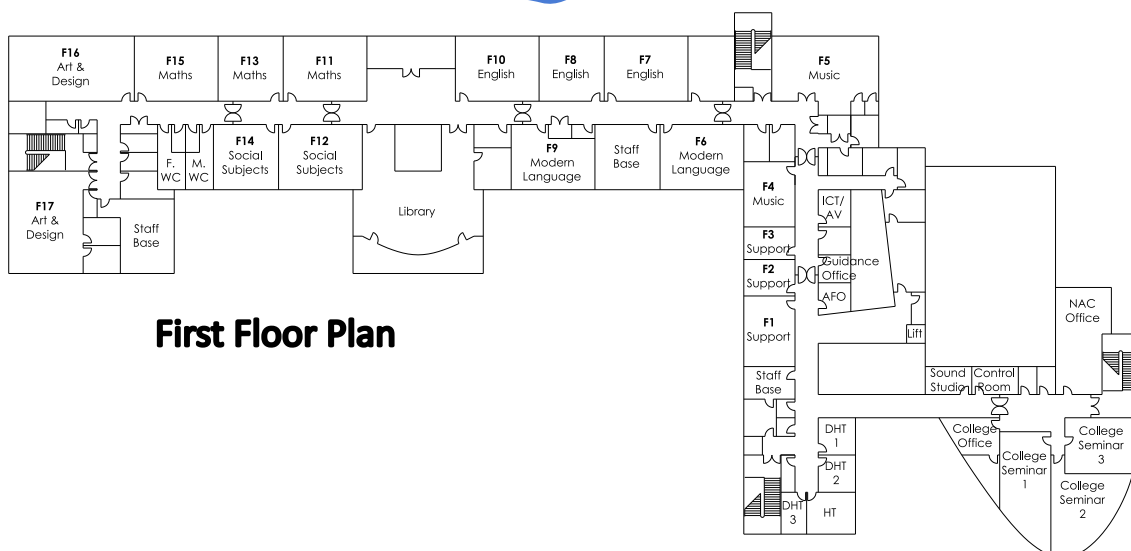 F16
Art &
Design
F15
Maths
F13
Maths
F11
Maths
F10
English
F8
English
F7
English
F5
Music
F.
WC
M.
WC
F14
Social
Subjects
F12
Social
Subjects
F9
Modern
Language
Staff
Base
F6
Modern
Language
F17
Art &
Design
Staff
Base
Library
F4
Music
ICT/
AV
F3
Support
Guidance
Office
F2
Support
AFO
F1
Support
Lift
NAC
Office
First Floor Plan
Staff
Base
Sound
Studio
Control
Room
DHT
1
DHT
2
DHT
3
HT
College
Office
College
Seminar
1
College
Seminar
3
College
Seminar
2